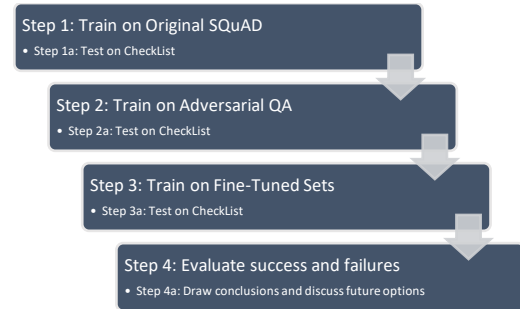 Step 1: Train on Original SQuAD
• Step 1a: Test on CheckList
Step 2: Train on Adversarial QA
• Step 2a: Test on CheckList
Step 3: Train on Fine-Tuned Sets
• Step 3a: Test on CheckList
Step 4: Evaluate success and failures
• Step 4a: Draw conclusions and discuss future options